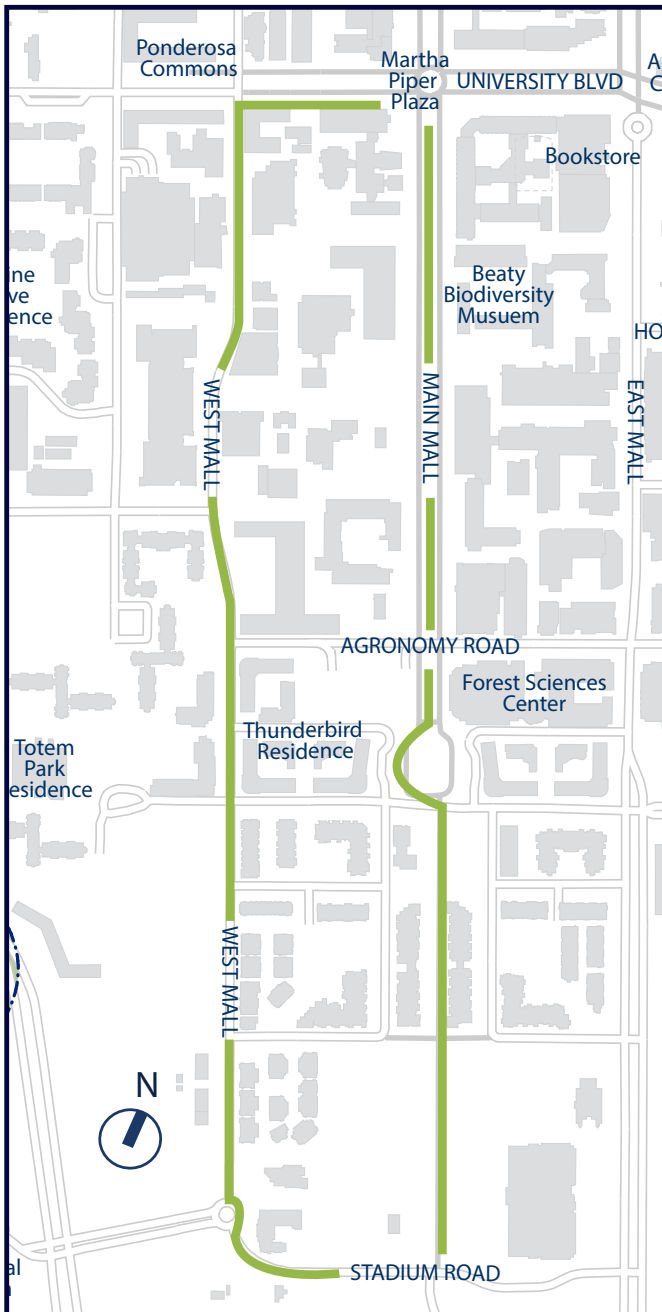 Ponderosa
Commons
Martha
Piper
Plaza
UNIVERSITY BLVD
Bookstore
Beaty
Biodiversity
Musuem
WEST MALL
MAIN MALL
EAST MALL
AGRONOMY ROAD
Forest Sciences
Center
Thunderbird
Residence
Totem
Park
esidence
WEST MALL
N
STADIUM ROAD